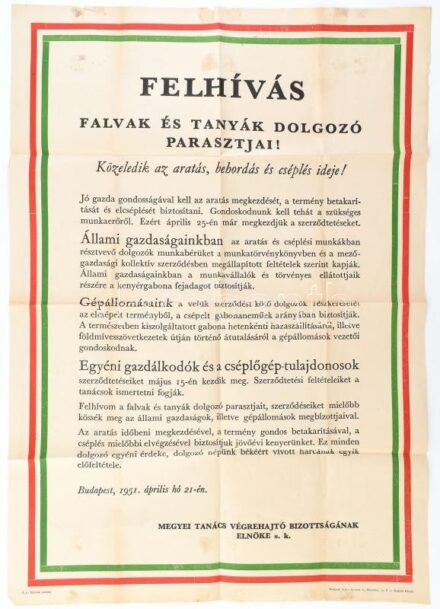 FELHÍVÁS
FALVAK ÉS TANYÁK DOLGOZÓ
PARASZTJAI!
Közeledik az aratás, behordás és cséplés ideje!
Jó gazda gondosságával kell az aratás megkezdését, a termény betakarí-
tását és elcséplését biztosítani. Gondoskodnunk kell tehát a szükséges
munkaerőről. Ezért április 25-én már megkezdjük a szerződtetéseket.
Állami gazdaságainkban az aratás és cséplési munkákban
résztvevő dolgozók munkabérüket a munkatörvénykönyvben és a mező-
gazdasági kollektív szerződésben megállapított feltételek szerint kapják.
Állami gazdaságainkban a munkavállalók és törvényes ellátottjaik
részére a kenyérgabona fejadagot biztosítják.
Gépállomásaink a velük szerződést kötő dolgozók részkeresetét
az elcsépelt terményből, a csépelt gabonaneműek arányában biztosítják.
A természetben kiszolgáltatott gabona hetenkénti hazaszállításáról, illetve
földmívesszövetkezetek útján történő átutalásáról a gépállomások vezetői
gondoskodnak.
Egyéni gazdálkodók és a cséplőgép-tulajdonosok
szerződtetéseiket május 15-én kezdik meg. Szerződtetési feltételeiket a
tanácsok ismertetni fogják.
Felhívom a falvak és tanyák dolgozó parasztjait, szerződéseiket mielőbb
kössék meg az állami gazdaságok, illetve gépállomások megbízottjaival.
Az aratás időbeni megkezdésével, a termény gondos betakarításával, a
cséplés mielőbbi elvégzésével biztosítjuk jövőévi kenyerünket. Ez minden
dolgozó egyéni érdeke, dolgozó népünk békéért vívott harcának egyik
előfeltétele.
Budapest, 1951. április hó 21-én.
MEGYEI TANÁCS VÉGREHAJTÓ BIZOTTSÁGÁNAK
ELNÖKE s. k.